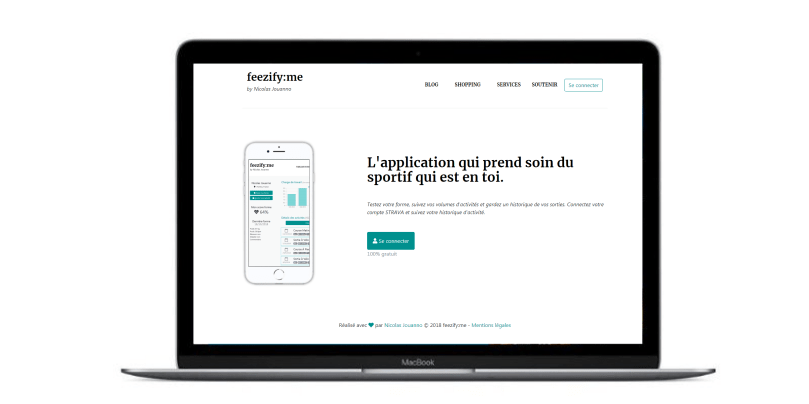 feezify:me
by Nicolas Jouanno
BLOG SHOPPING SERVICES SOUTENIR Se connecter
feezify:me
L'application qui prend soin du
sportif qui est en toi.
Testez votre forme, suivez vos volumes d'activités et gardez un historique de vos sorties. Connectez votre
compte STRAVA et suivez votre historique d'activité.
Se connecter
100% gratuit
Réalisé avec par Nicolas Jouanno © 2018 feezify:me - Mentions légales
MacBook